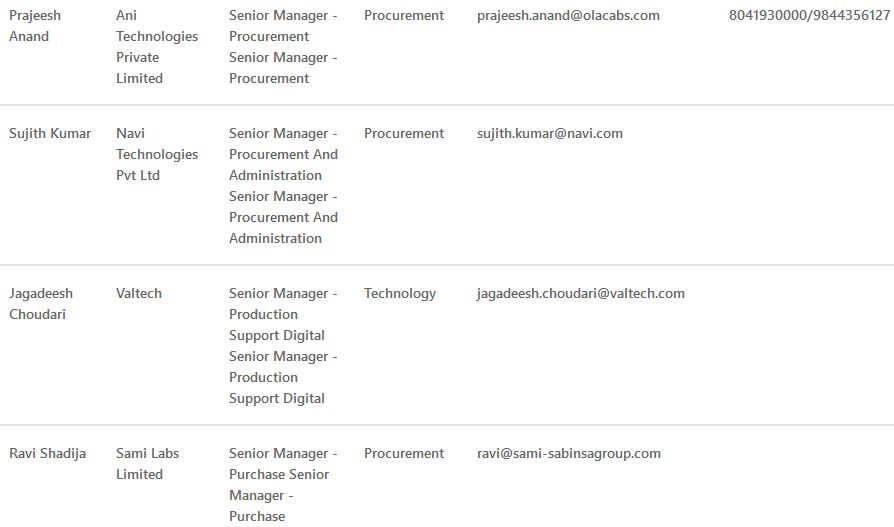 Prajeesh Anand
Ani Technologies Private Limited
Senior Manager - Procurement Senior Manager - Procurement
Procurement
prajeesh.anand@olacabs.com
8041930000/9844356127
Sujith Kumar
Navi Technologies Pvt Ltd
Senior Manager - Procurement And Administration Senior Manager - Procurement And Administration
Procurement
sujith.kumar@navi.com
Jagadeesh Choudari
Valtech
Senior Manager - Production Support Digital Senior Manager - Production Support Digital
Technology
jagadeesh.choudari@valtech.com
Ravi Shadija
Sami Labs Limited
Senior Manager - Purchase Senior Manager - Purchase
Procurement
ravi@sami-sabinsagroup.com